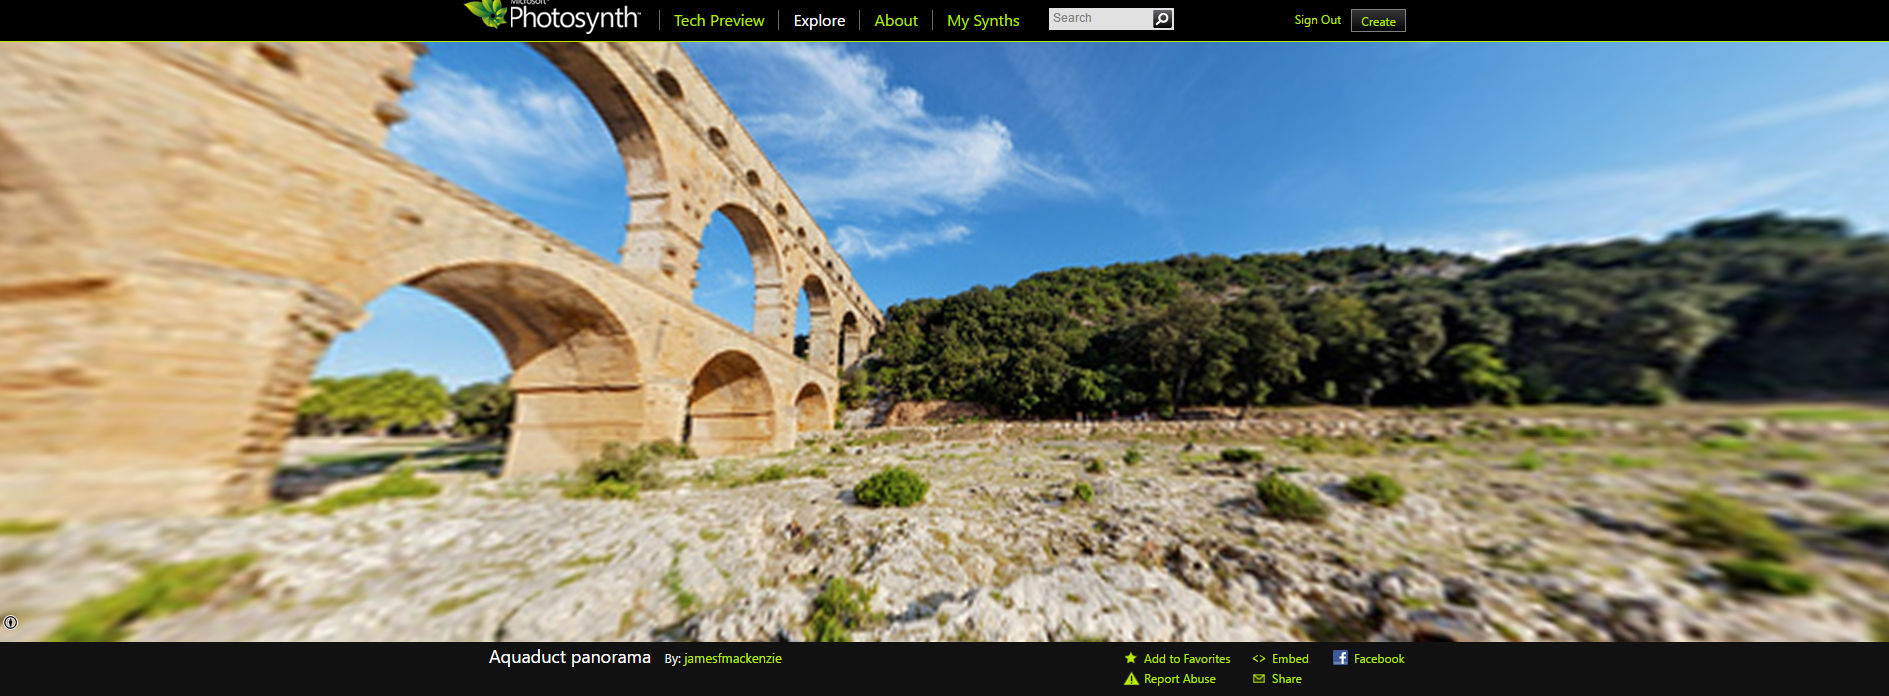 Microsoft
Photosynth™
Tech Preview
Explore
About
My Synths
Search
Sign Out
Create
Aquaduct panorama By: jamesfmackenzie
Add to Favorites
<> Embed
Facebook
Report Abuse
Share